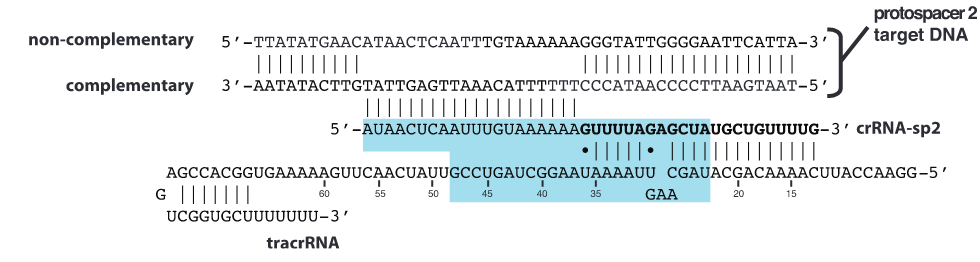 protospacer 2
target DNA
non-complementary 5’-TTATATGAACATAACTCAATTTGTAAAAAAGGGTATTGGGGAATTCATTA-3’
complementary 3’-AATATACTTGTATTGAGTTAAACATTTTTTCCCATAACCCCTTAAGTAAT-5’
5’-AUAACUCAAUUUGUAAAAAAGUUUUAGAGCUAUGCUGUUUUG-3’ crRNA-sp2
AGCCACGGUGAAAAAGUUCAACUAUUGCCUGAUCGGAAUAAAAUU CGAUACGACAAAACUUACCAAGG-5’
G 60 55 50 45 40 35 GAA 20 15
UCGGUGCUUUUUUU-3’
tracrRNA